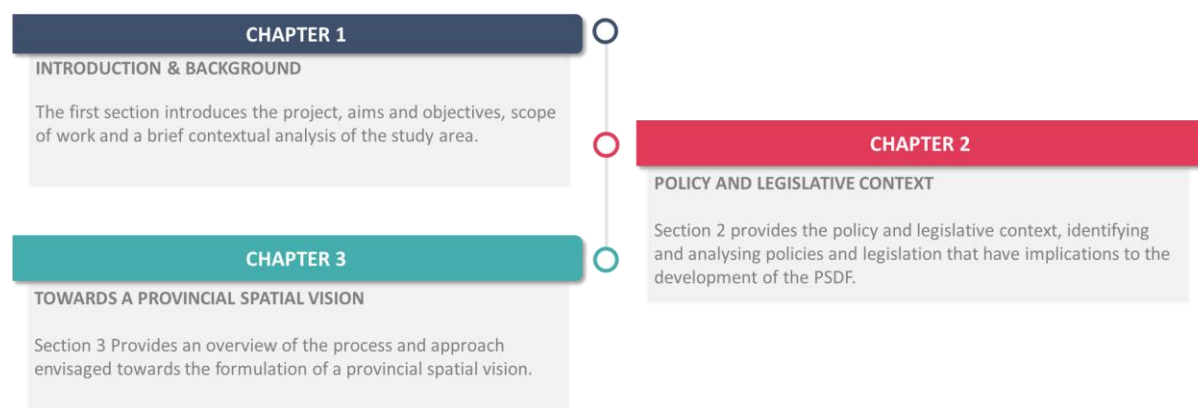 CHAPTER 1
INTRODUCTION & BACKGROUND
The first section introduces the project, aims and objectives, scope
of work and a brief contextual analysis of the study area.
CHAPTER 2
POLICY AND LEGISLATIVE CONTEXT
Section 2 provides the policy and legislative context, identifying
and analysing policies and legislation that have implications to the
development of the PSDF.
CHAPTER 3
TOWARDS A PROVINCIAL SPATIAL VISION
Section 3 Provides an overview of the process and approach
envisaged towards the formulation of a provincial spatial vision.